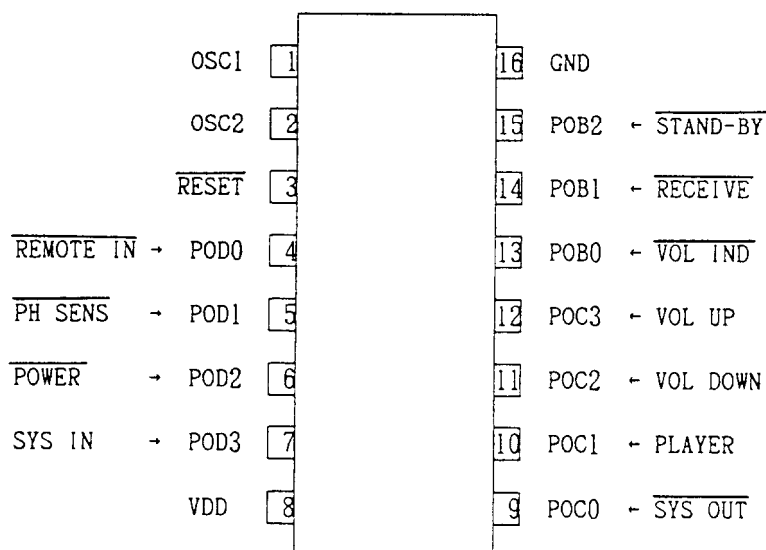 OSC1 1 16 GND
OSC2 2 15 POB2 ← STAND-BY
RESET 3 14 POB1 ← RECEIVE
REMOTE IN → POD0 4 13 POB0 ← VOL IND
PH SENS → POD1 5 12 POC3 ← VOL UP
POWER → POD2 6 11 POC2 ← VOL DOWN
SYS IN → POD3 7 10 POC1 ← PLAYER
VDD 8 9 POC0 ← SYS OUT